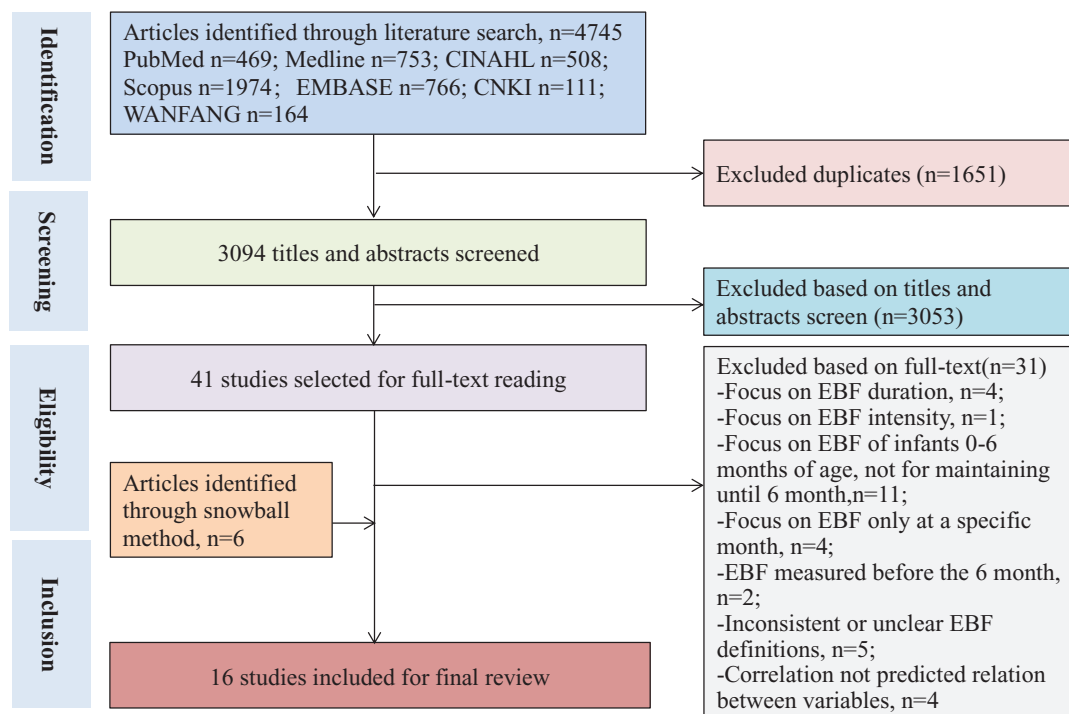 Identification
Articles identified through literature search, n=4745
PubMed n=469; Medline n=753; CINAHL n=508;
Scopus n=1974; EMBASE n=766; CNKI n=111;
WANFANG n=164
Excluded duplicates (n=1651)
Screening
3094 titles and abstracts screened
Excluded based on titles and
abstracts screen (n=3053)
Eligibility
41 studies selected for full-text reading
Excluded based on full-text(n=31)
-Focus on EBF duration, n=4;
-Focus on EBF intensity, n=1;
-Focus on EBF of infants 0-6
months of age, not for maintaining
until 6 month,n=11;
-Focus on EBF only at a specific
month, n=4;
-EBF measured before the 6 month,
n=2;
-Inconsistent or unclear EBF
definitions, n=5;
-Correlation not predicted relation
between variables, n=4
Articles identified
through snowball
method, n=6
Inclusion
16 studies included for final review